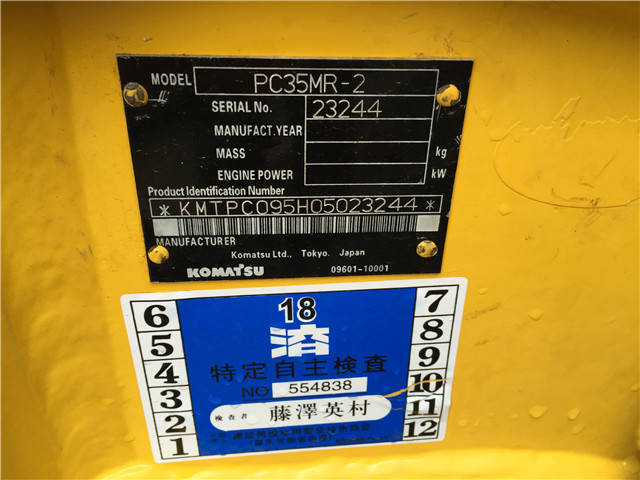 MODEL PC35MR-2
SERIAL No. 23244
MANUFACT.YEAR
MASS kg
ENGINE POWER kW
Product Identification Number
*KMTPC095H05023244*
MANUFACTURER
Komatsu Ltd., Tokyo, Japan
KOMATSU 09601-10001
18
特定自主検査
NO 554838
検査者 藤澤英村
6
5
4
3
2
1
7
8
9
10
11
12